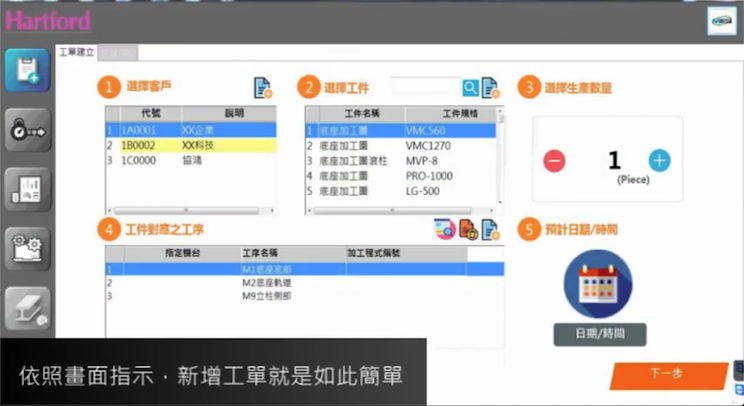 Hartford
工單建立
1 選擇客戶
代號 說明
1 1A0001 XX企業
2 1B0002 XX科技
3 1C0000 協鴻
2 選擇工件
工件名稱 工件規格
1 底座加工圖 VMC560
2 底座加工圖 VMC1270
3 底座加工圖滾柱 MVP-8
4 底座加工圖 PRO-1000
5 底座加工圖 LG-500
3 選擇生產數量
1
(Piece)
4 工件對應之工序
指定機台 工序名稱 加工程式編號
1 M1底座底部
2 M2底座軌道
3 M9立柱側部
5 預計日期/時間
日期/時間
下一步
依照畫面指示，新增工單就是如此簡單